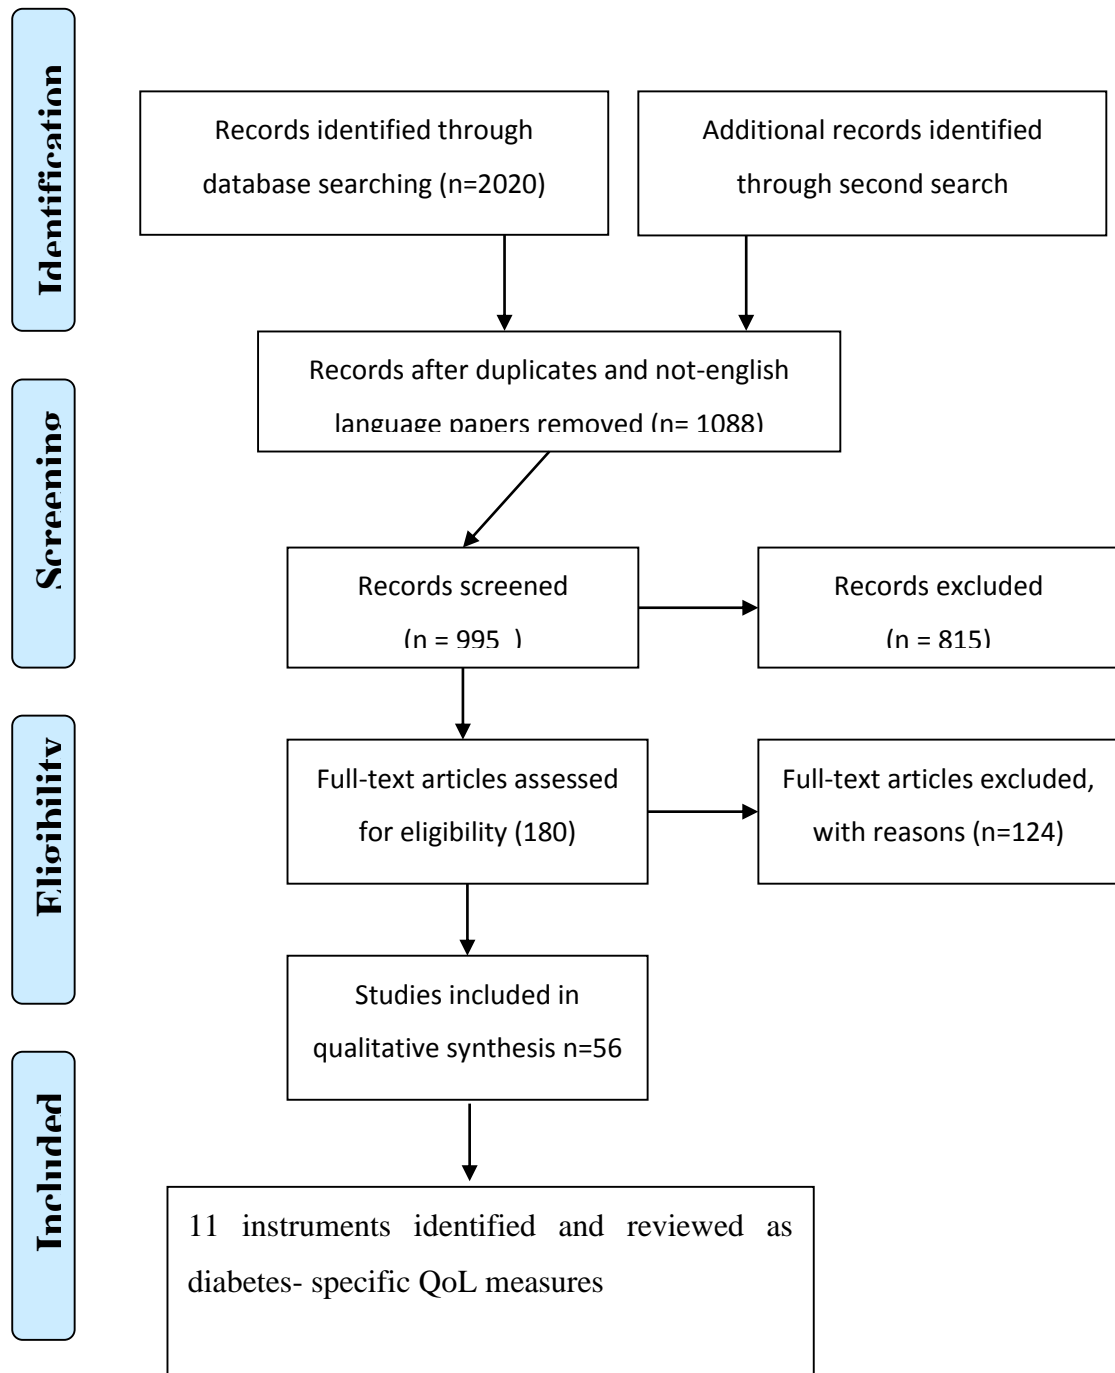 Identification
Records identified through
database searching (n=2020)
Additional records identified
through second search
Records after duplicates and not-english
language papers removed (n= 1088)
Screening
Records screened
(n = 995 )
Records excluded
(n = 815)
Eligibility
Full-text articles assessed
for eligibility (180)
Full-text articles excluded,
with reasons (n=124)
Studies included in
qualitative synthesis n=56
Included
11 instruments identified and reviewed as
diabetes- specific QoL measures